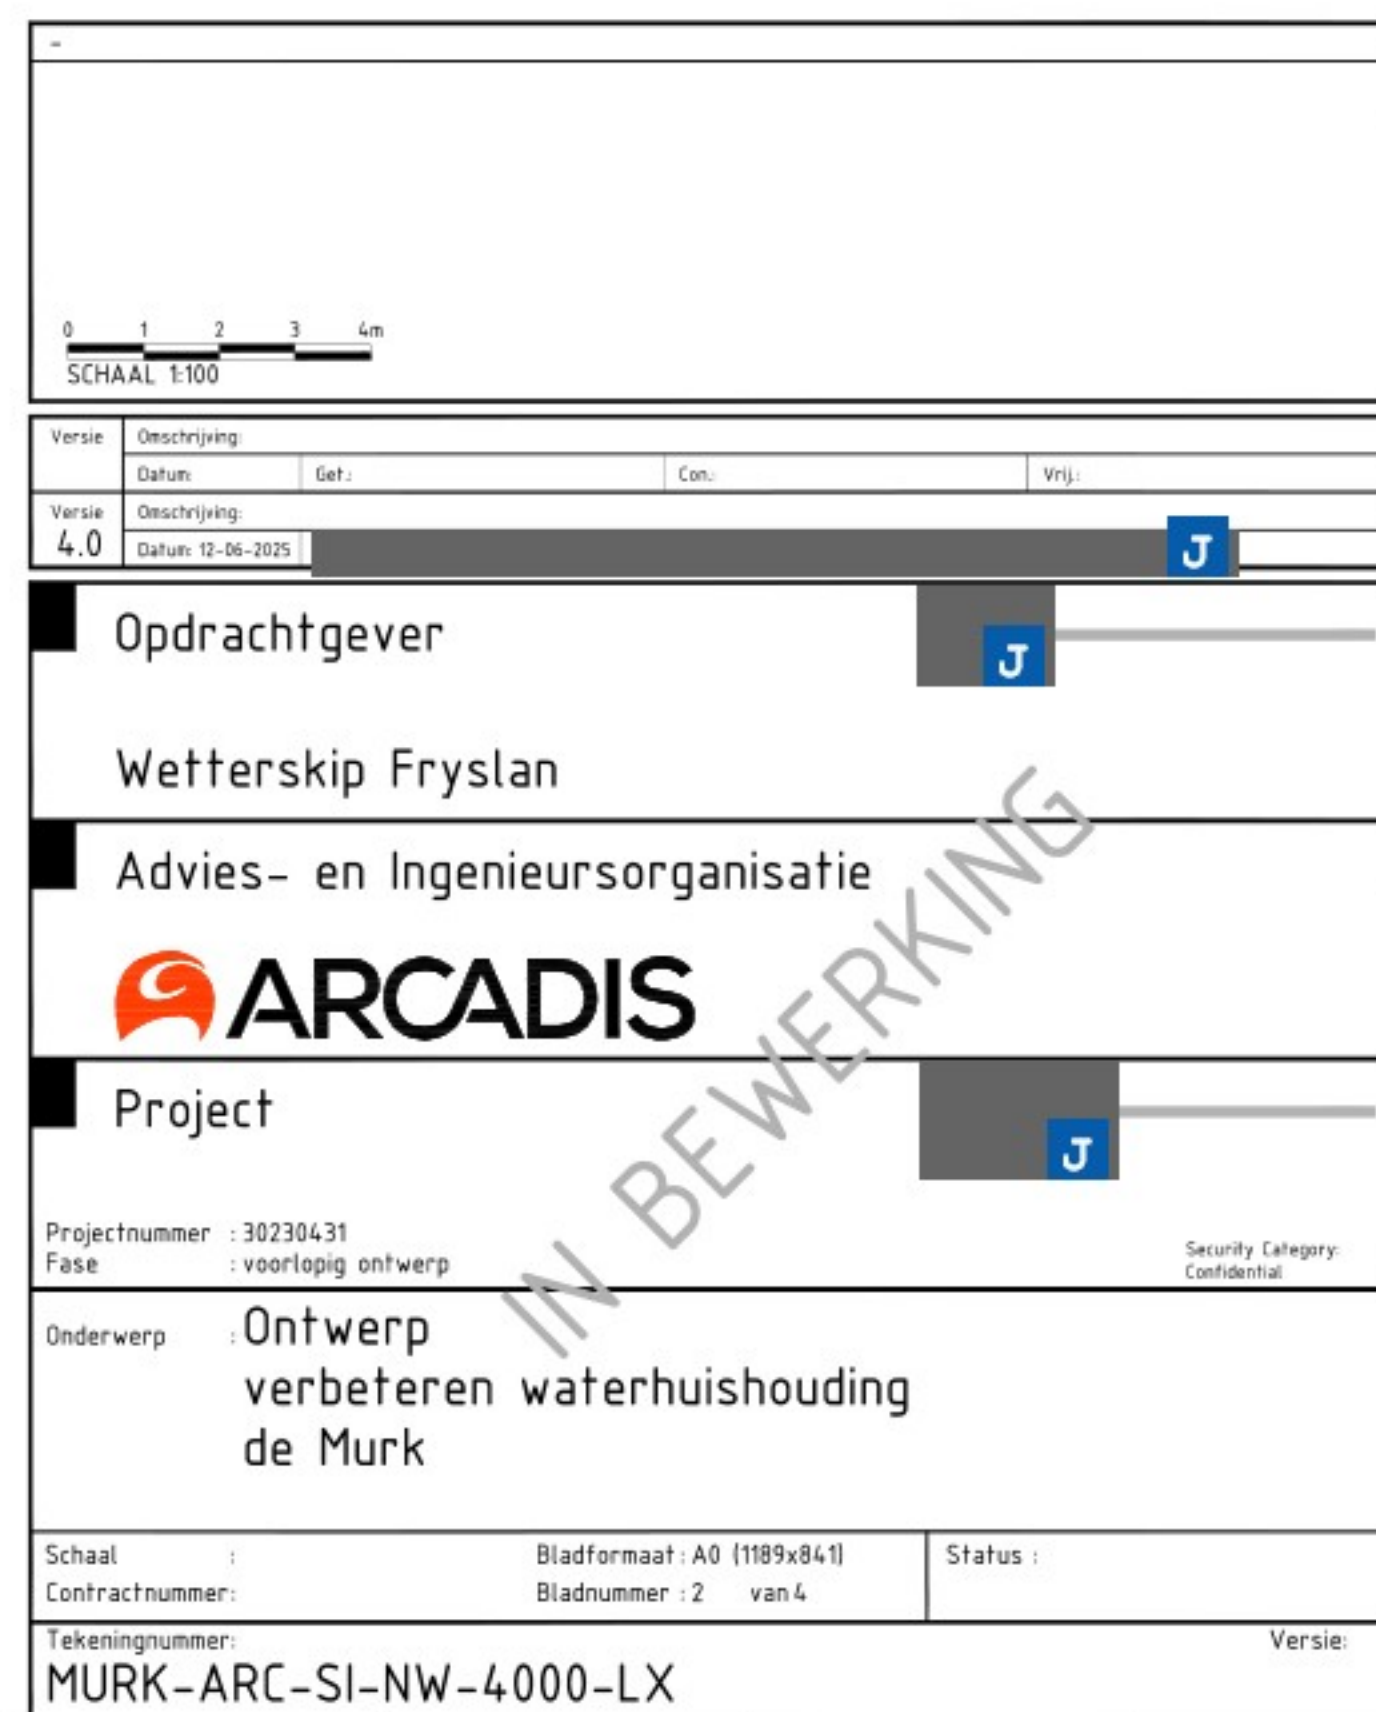 -
0 1 2 3 4m
SCHAAL 1:100
Versie Omschrijving:
Datum: Get.: Con.: Vrij.:
Versie Omschrijving:
4.0 Datum: 12-06-2025
J
Opdrachtgever
J
Wetterskip Fryslan
Advies- en Ingenieursorganisatie
ARCADIS
IN BEWERKING
Project
J
Projectnummer : 30230431
Fase : voorlopig ontwerp
Security Category:
Confidential
Onderwerp : Ontwerp
verbeteren waterhuishouding
de Murk
Schaal : Bladformaat : A0 (1189x841) Status :
Contractnummer: Bladnummer : 2 van 4
Tekeningnummer: Versie:
MURK-ARC-SI-NW-4000-LX